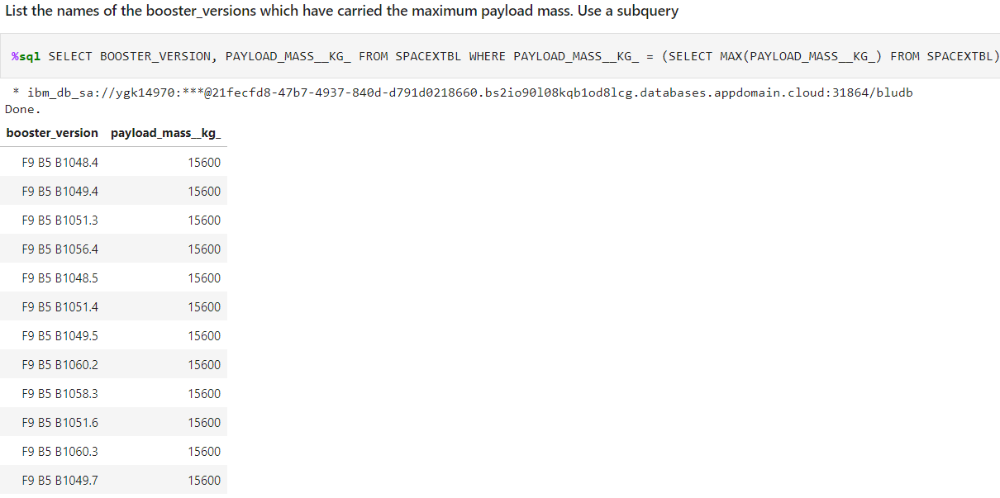 List the names of the booster_versions which have carried the maximum payload mass. Use a subquery
%sql SELECT BOOSTER_VERSION, PAYLOAD_MASS__KG_ FROM SPACEXTBL WHERE PAYLOAD_MASS__KG_ = (SELECT MAX(PAYLOAD_MASS__KG_) FROM SPACEXTBL)
* ibm_db_sa://ygk14970:***@21fecfd8-47b7-4937-840d-d791d0218660.bs2io90l08kqb1od8lcg.databases.appdomain.cloud:31864/bludb
Done.
booster_version payload_mass__kg_
F9 B5 B1048.4 15600
F9 B5 B1049.4 15600
F9 B5 B1051.3 15600
F9 B5 B1056.4 15600
F9 B5 B1048.5 15600
F9 B5 B1051.4 15600
F9 B5 B1049.5 15600
F9 B5 B1060.2 15600
F9 B5 B1058.3 15600
F9 B5 B1051.6 15600
F9 B5 B1060.3 15600
F9 B5 B1049.7 15600